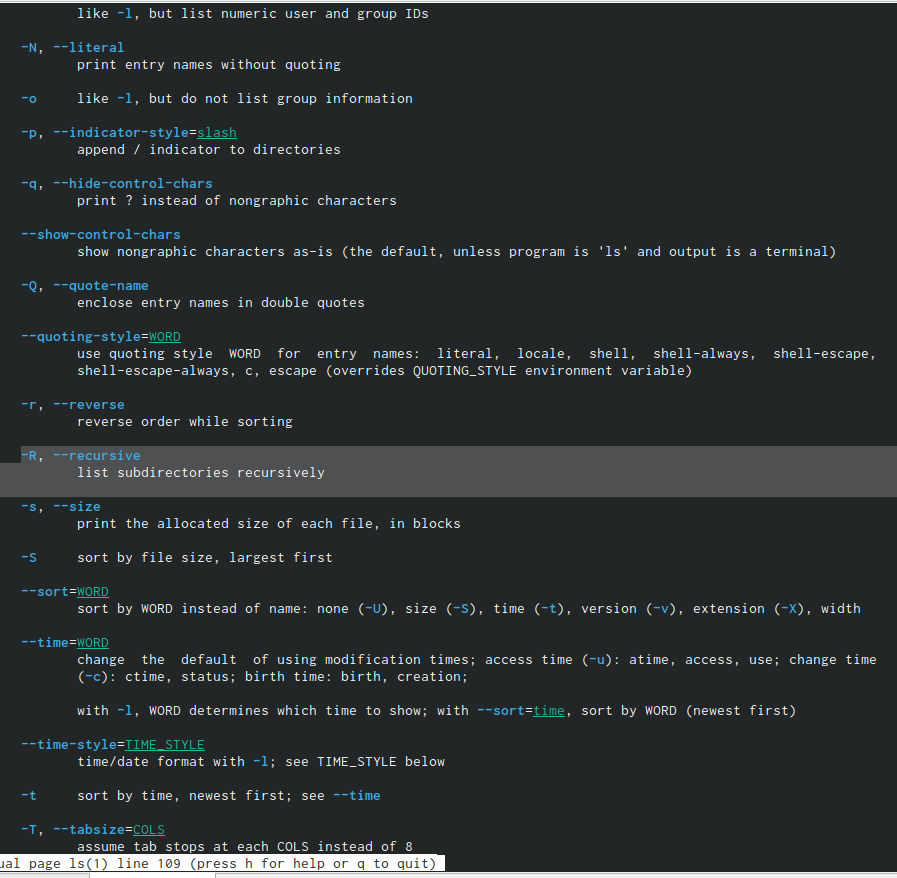 like -l, but list numeric user and group IDs
-N, --literal
print entry names without quoting
-o like -l, but do not list group information
-p, --indicator-style=slash
append / indicator to directories
-q, --hide-control-chars
print ? instead of nongraphic characters
--show-control-chars
show nongraphic characters as-is (the default, unless program is 'ls' and output is a terminal)
-Q, --quote-name
enclose entry names in double quotes
--quoting-style=WORD
use quoting style WORD for entry names: literal, locale, shell, shell-always, shell-escape,
shell-escape-always, c, escape (overrides QUOTING_STYLE environment variable)
-r, --reverse
reverse order while sorting
-R, --recursive
list subdirectories recursively
-s, --size
print the allocated size of each file, in blocks
-S sort by file size, largest first
--sort=WORD
sort by WORD instead of name: none (-U), size (-S), time (-t), version (-v), extension (-X), width
--time=WORD
change the default of using modification times; access time (-u): atime, access, use; change time
(-c): ctime, status; birth time: birth, creation;
with -l, WORD determines which time to show; with --sort=time, sort by WORD (newest first)
--time-style=TIME_STYLE
time/date format with -l; see TIME_STYLE below
-t sort by time, newest first; see --time
-T, --tabsize=COLS
assume tab stops at each COLS instead of 8
ual page ls(1) line 109 (press h for help or q to quit)